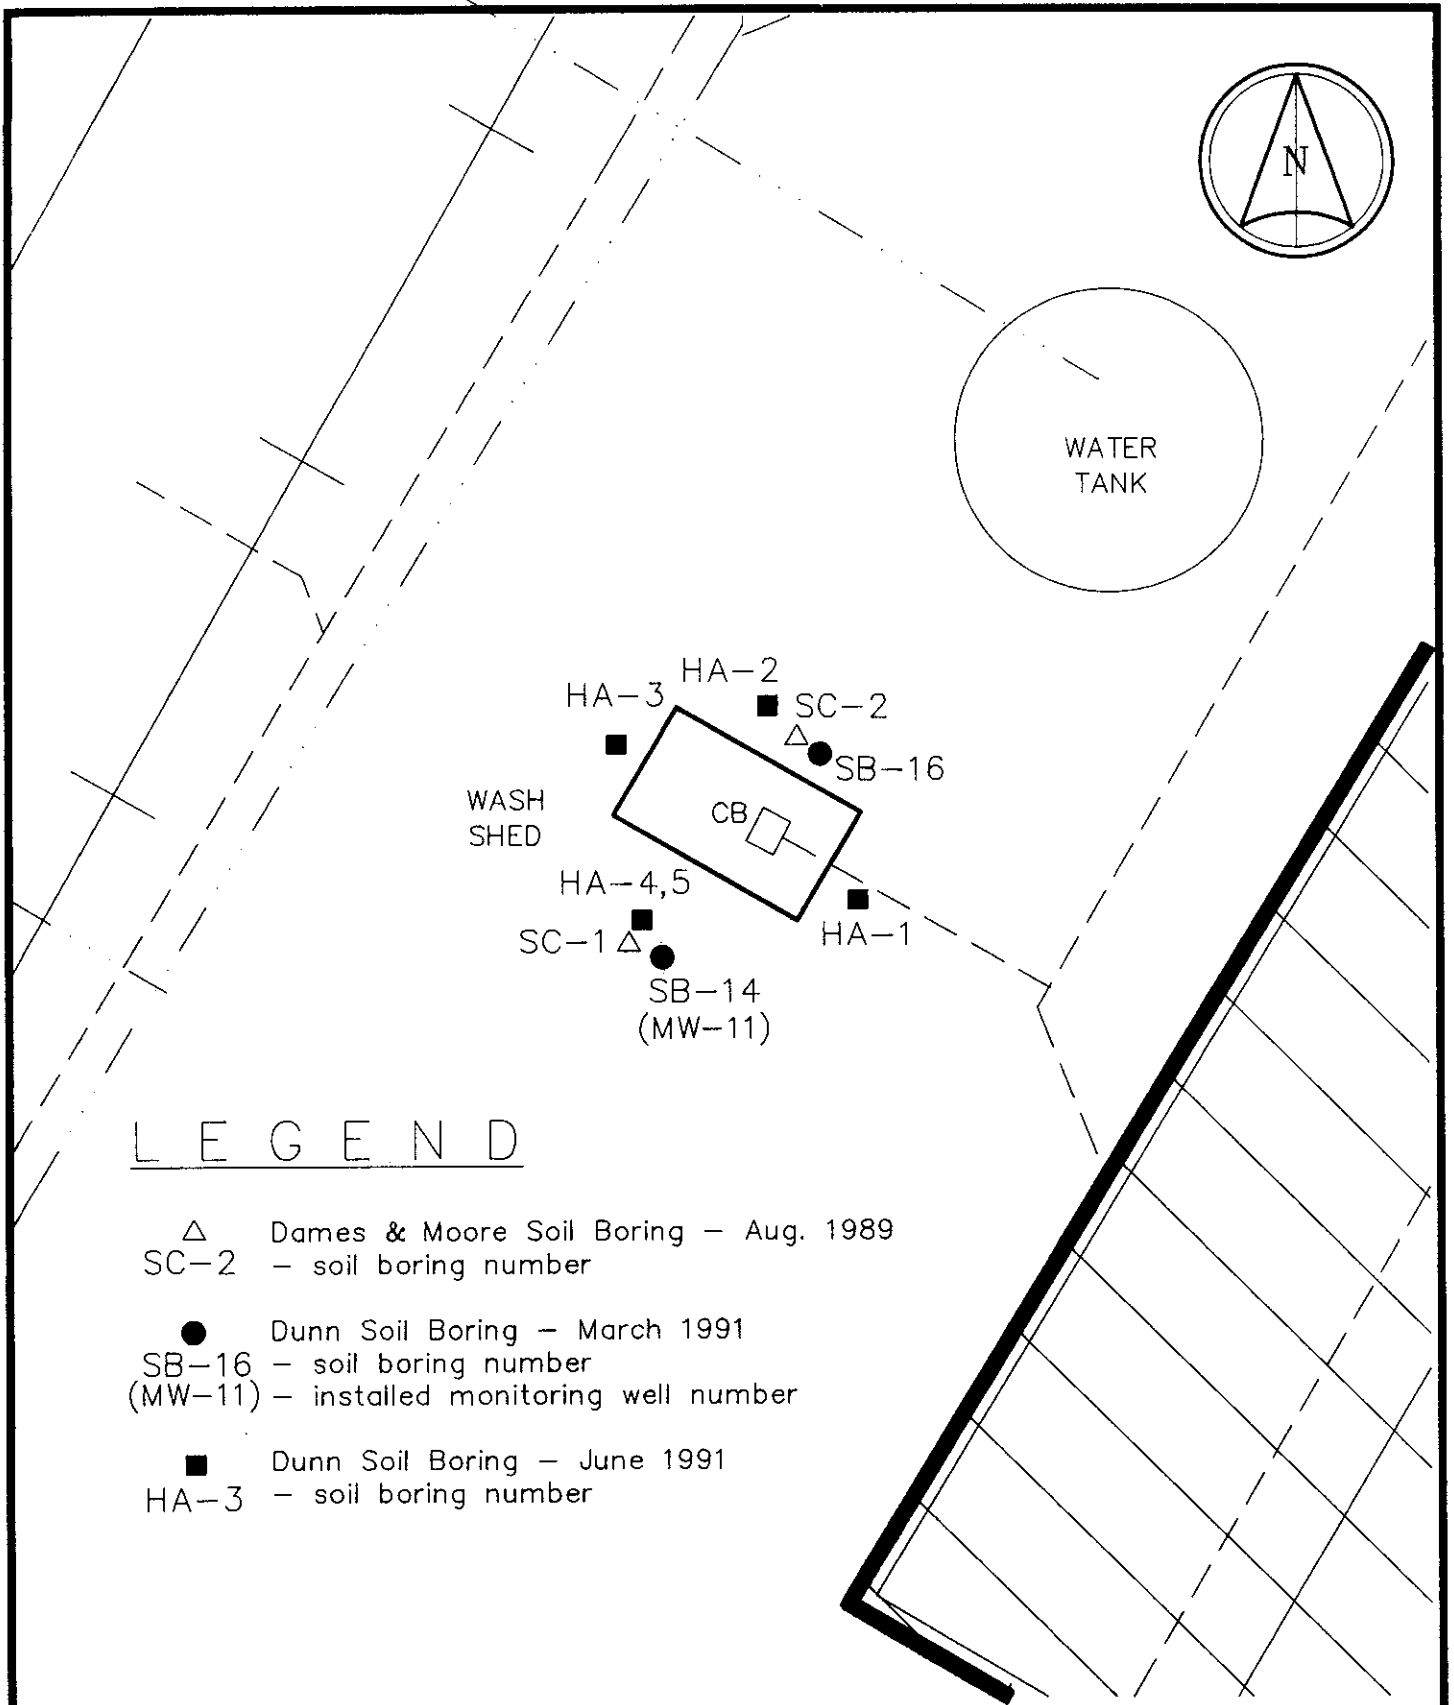 N
WATER
TANK
HA-2
HA-3
SC-2
SB-16
WASH
SHED
CB
HA-4,5
SC-1
HA-1
SB-14
(MW-11)
LEGEND
Dames & Moore Soil Boring - Aug. 1989
SC-2 - soil boring number
Dunn Soil Boring - March 1991
SB-16 - soil boring number
(MW-11) - installed monitoring well number
Dunn Soil Boring - June 1991
HA-3 - soil boring number